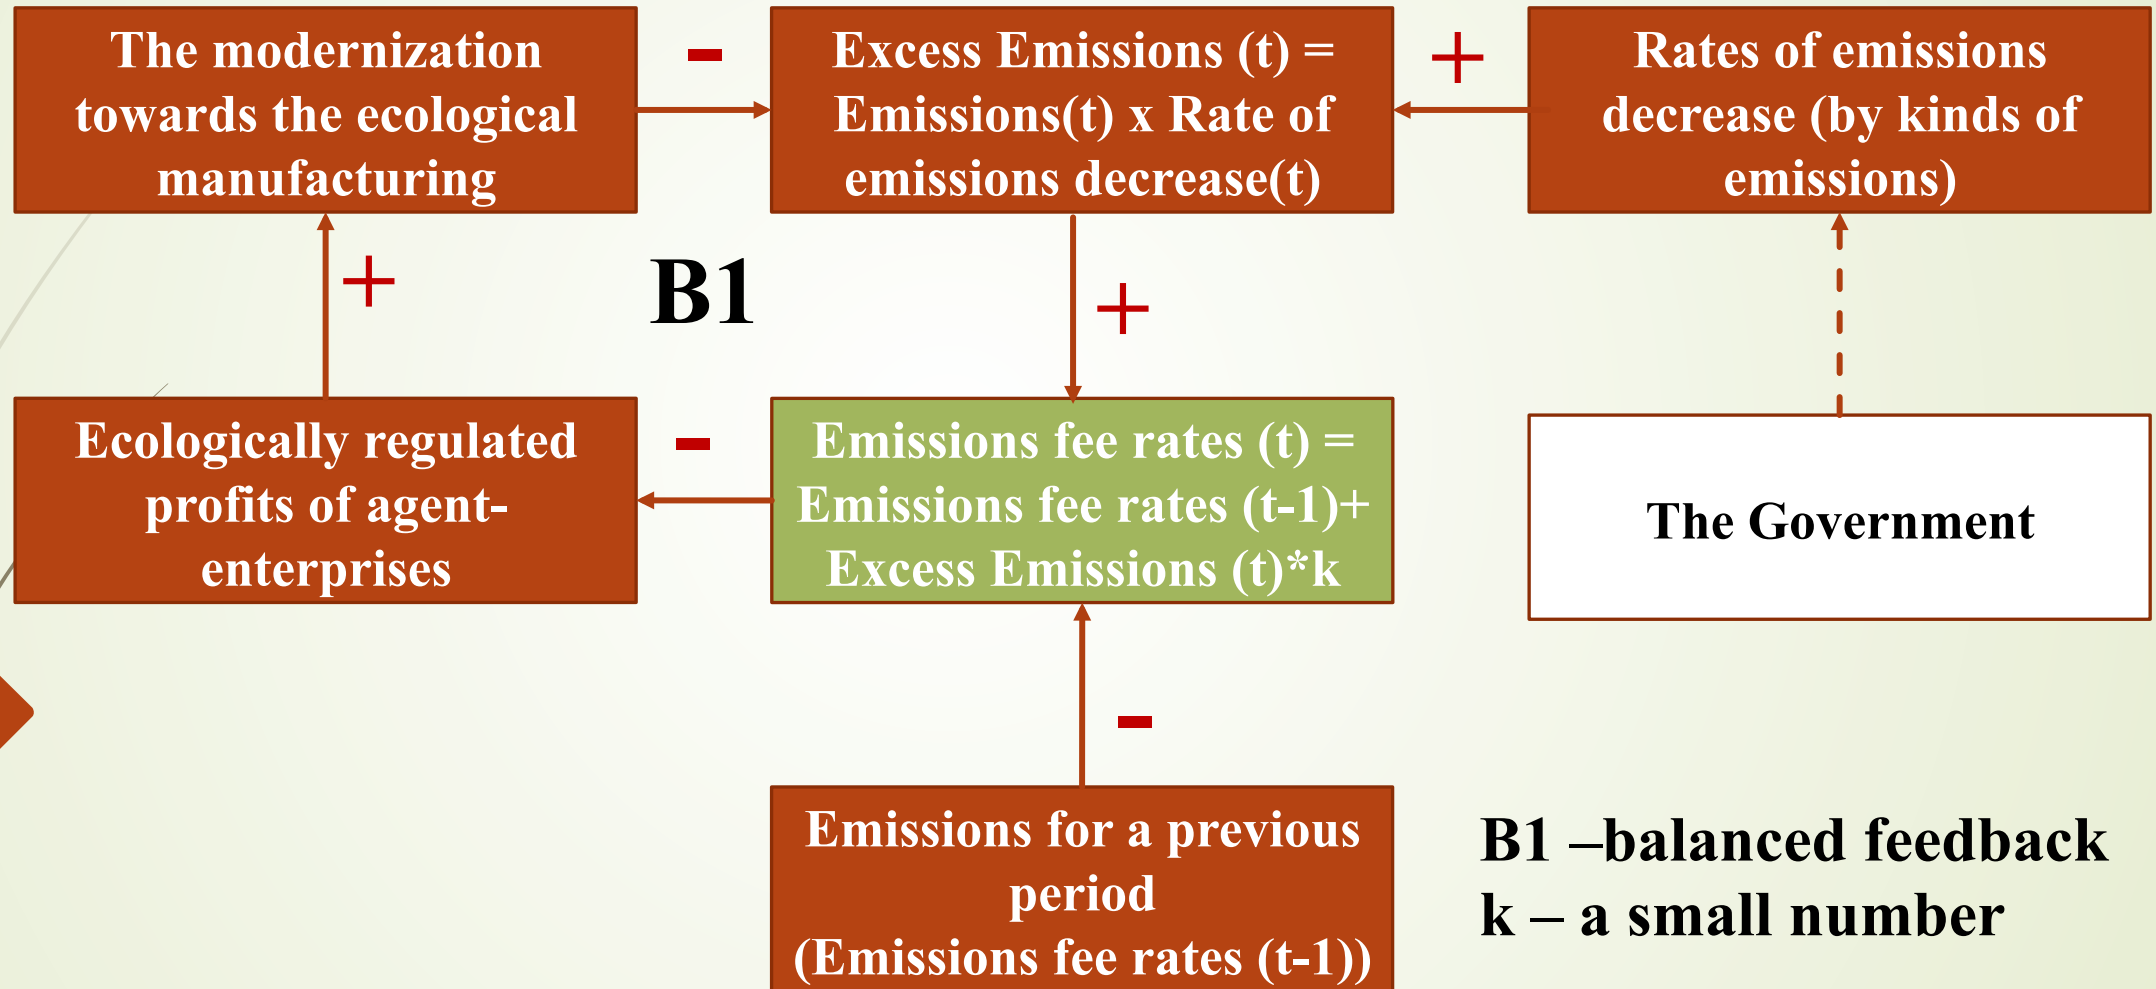 The modernization
towards the ecological
manufacturing
-
Excess Emissions (t) =
Emissions(t) x Rate of
emissions decrease(t)
+
Rates of emissions
decrease (by kinds of
emissions)
+
B1
+
Ecologically regulated
profits of agent-
enterprises
-
Emissions fee rates (t) =
Emissions fee rates (t-1)+
Excess Emissions (t)*k
The Government
-
Emissions for a previous
period
(Emissions fee rates (t-1))
B1 –balanced feedback
k – a small number